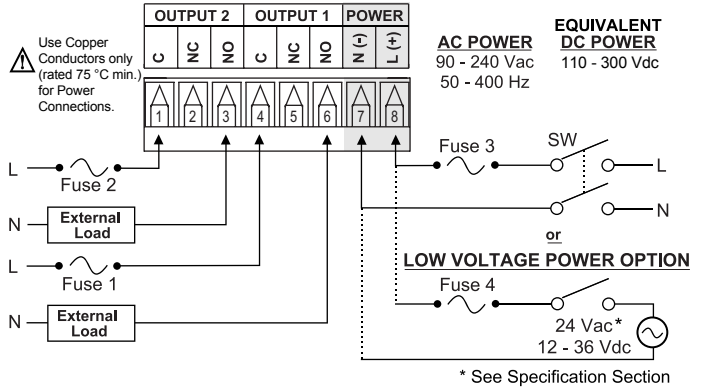 OUTPUT 2 OUTPUT 1 POWER
C NC NO C NC NO N (-) L (+)
1 2 3 4 5 6 7 8
Use Copper
Conductors only
(rated 75 °C min.)
for Power
Connections.
AC POWER
90 - 240 Vac
50 - 400 Hz
EQUIVALENT
DC POWER
110 - 300 Vdc
L
Fuse 2
N
External
Load
L
Fuse 1
N
External
Load
Fuse 3
SW
L
N
or
LOW VOLTAGE POWER OPTION
Fuse 4
24 Vac*
12 - 36 Vdc
* See Specification Section